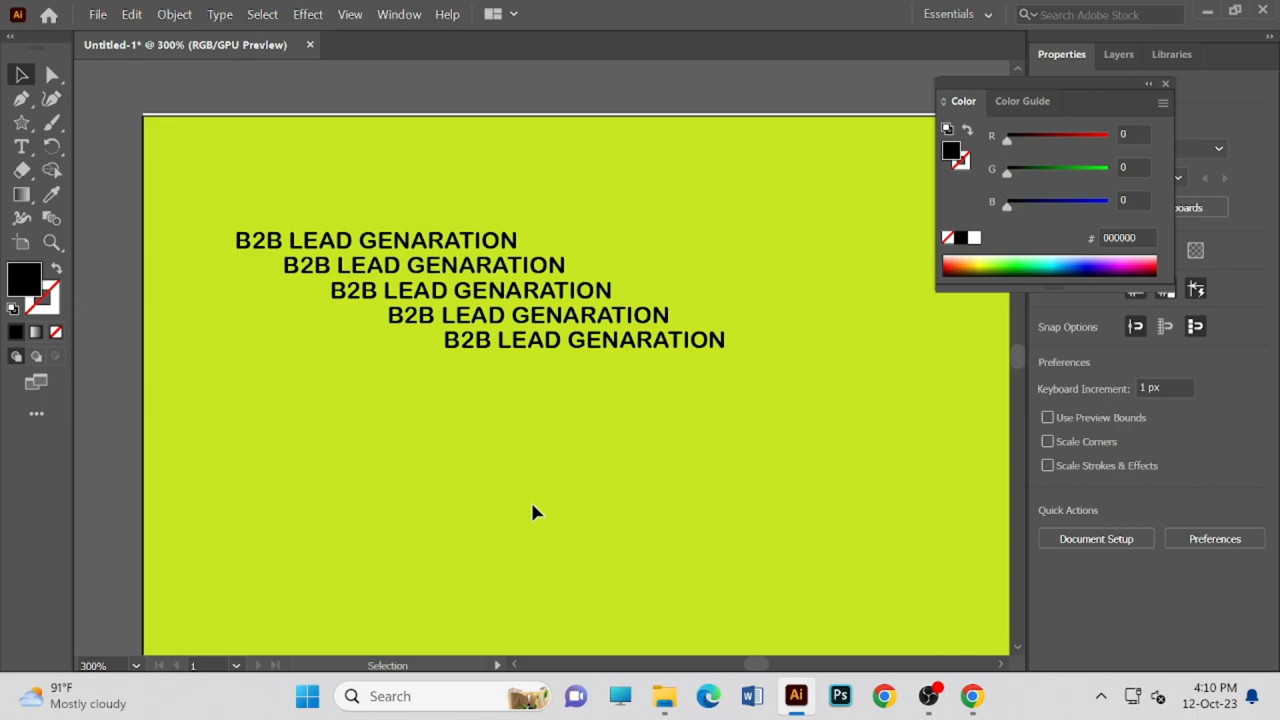 File Edit Object Type Select Effect View Window Help
Essentials
Search Adobe Stock
Untitled-1* @ 300% (RGB/GPU Preview)
Properties Layers Libraries
Color Color Guide
R 0
G 0
B 0
# 000000
B2B LEAD GENARATION
B2B LEAD GENARATION
B2B LEAD GENARATION
B2B LEAD GENARATION
B2B LEAD GENARATION
Snap Options
Preferences
Keyboard Increment: 1 px
Use Preview Bounds
Scale Corners
Scale Strokes & Effects
Quick Actions
Document Setup Preferences
300% 1 Selection
91°F
Mostly cloudy
Search
4:10 PM
12-Oct-23